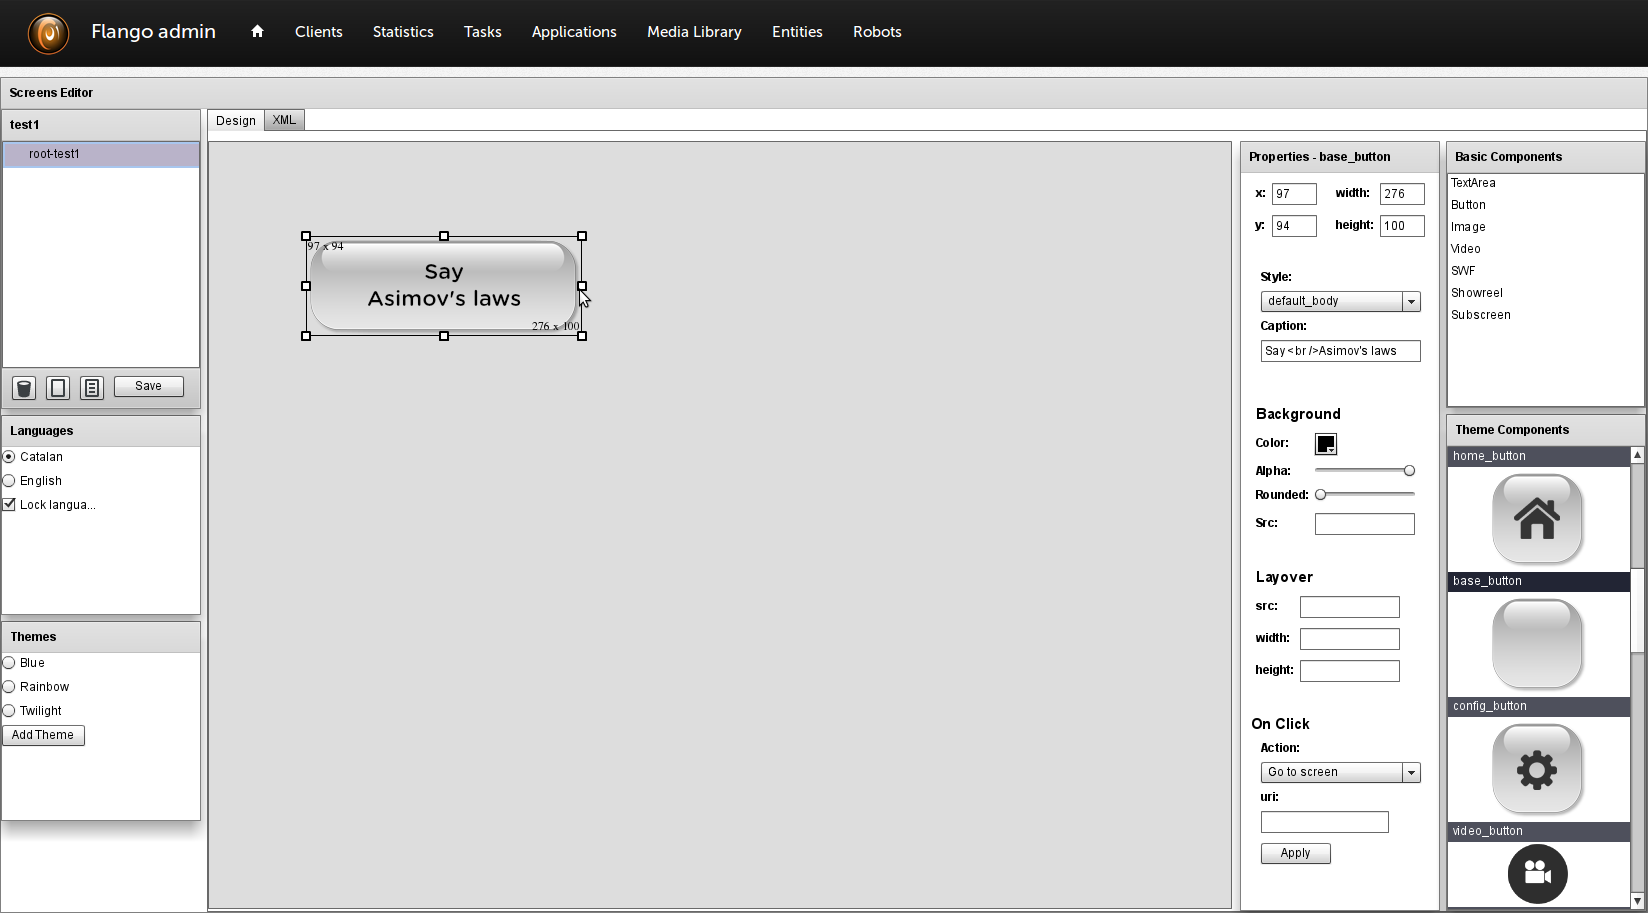 Flango admin
Clients
Statistics
Tasks
Applications
Media Library
Entities
Robots
Screens Editor
test1
root-test1
Save
Languages
Catalan
English
Lock langua...
Themes
Blue
Rainbow
Twilight
Add Theme
Design
XML
97 x 94
Say
Asimov's laws
276 x 100
Properties - base_button
x: 97 width: 276
y: 94 height: 100
Style:
default_body
Caption:
Say <br />Asimov's laws
Background
Color:
Alpha:
Rounded:
Src:
Layover
src:
width:
height:
On Click
Action:
Go to screen
uri:
Apply
Basic Components
TextArea
Button
Image
Video
SWF
Showreel
Subscreen
Theme Components
home_button
base_button
config_button
video_button